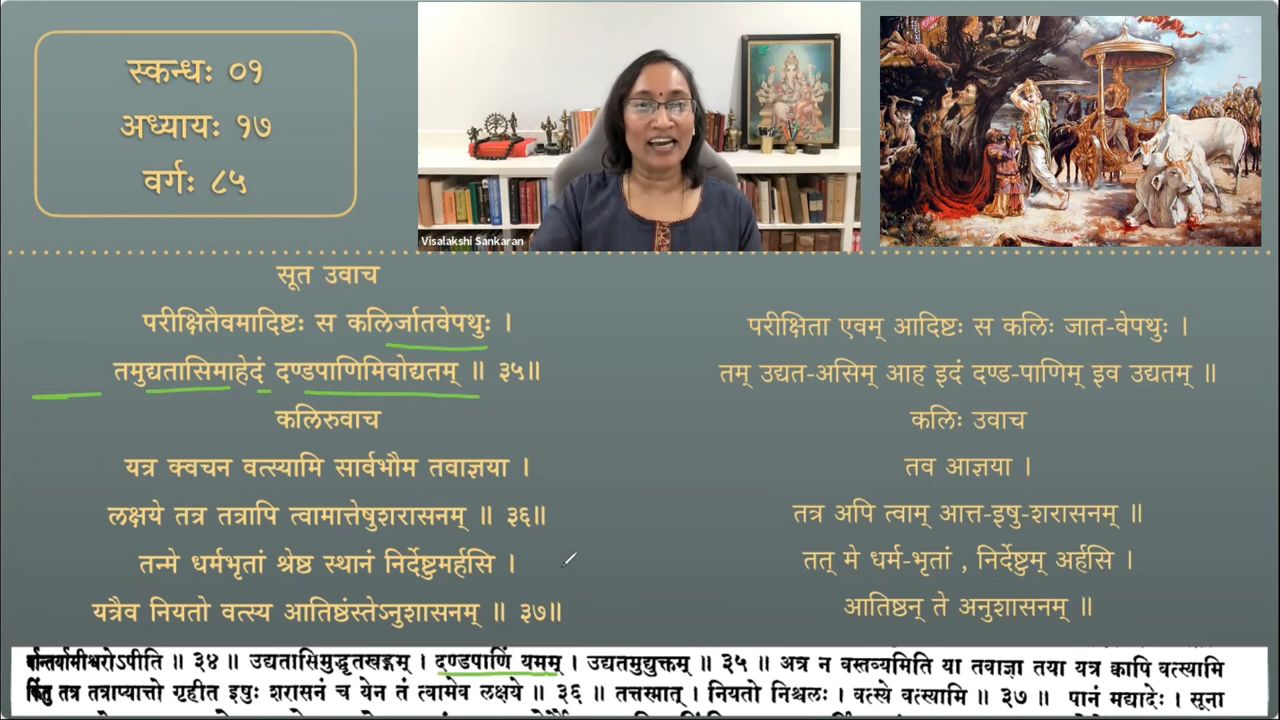 स्कन्धः ०१
अध्यायः १७
वर्गः ८५
Visalakshi Sankaran
सूत उवाच
परीक्षितैवमादिष्टः स कलिर्जातवेपथुः ।
तमुद्यतासिमाहेदं दण्डपाणिमिवोद्यतम् ॥ ३५॥
कलिरुवाच
यत्र क्वचन वत्स्यामि सार्वभौम तवाज्ञया ।
लक्षये तत्र तत्रापि त्वामात्तेषुशरासनम् ॥ ३६॥
तन्मे धर्मभृतां श्रेष्ठ स्थानं निर्देष्टुमर्हसि ।
यत्रैव नियतो वत्स्य आतिष्ठंस्तेऽनुशासनम् ॥ ३७॥
परीक्षिता एवम् आदिष्टः स कलिः जात-वेपथुः ।
तम् उद्यत-असिम् आह इदं दण्ड-पाणिम् इव उद्यतम् ॥
कलिः उवाच
तव आज्ञया ।
तत्र अपि त्वाम् आत्त-इषु-शरासनम् ॥
तत् मे धर्म-भृतां , निर्देष्टुम् अर्हसि ।
आतिष्ठन् ते अनुशासनम् ॥
र्यान्तर्यामीश्वरोऽपीति ॥ ३४ ॥ उद्यतासिमुद्धृतखङ्गम् । दण्डपाणिं यमम् । उद्यतमुद्युक्तम् ॥ ३५ ॥ अत्र न वस्तव्यमिति या तवाज्ञा तया यत्र कापि वत्स्यामि
किंतु तत्र तत्राप्यात्तो गृहीत इषुः शरासनं च येन तं त्वामेव लक्षये ॥ ३६ ॥ तत्तस्मात् । नियतो निश्चलः । वत्स्ये वत्स्यामि ॥ ३७ ॥ पानं मद्यादेः । सूना